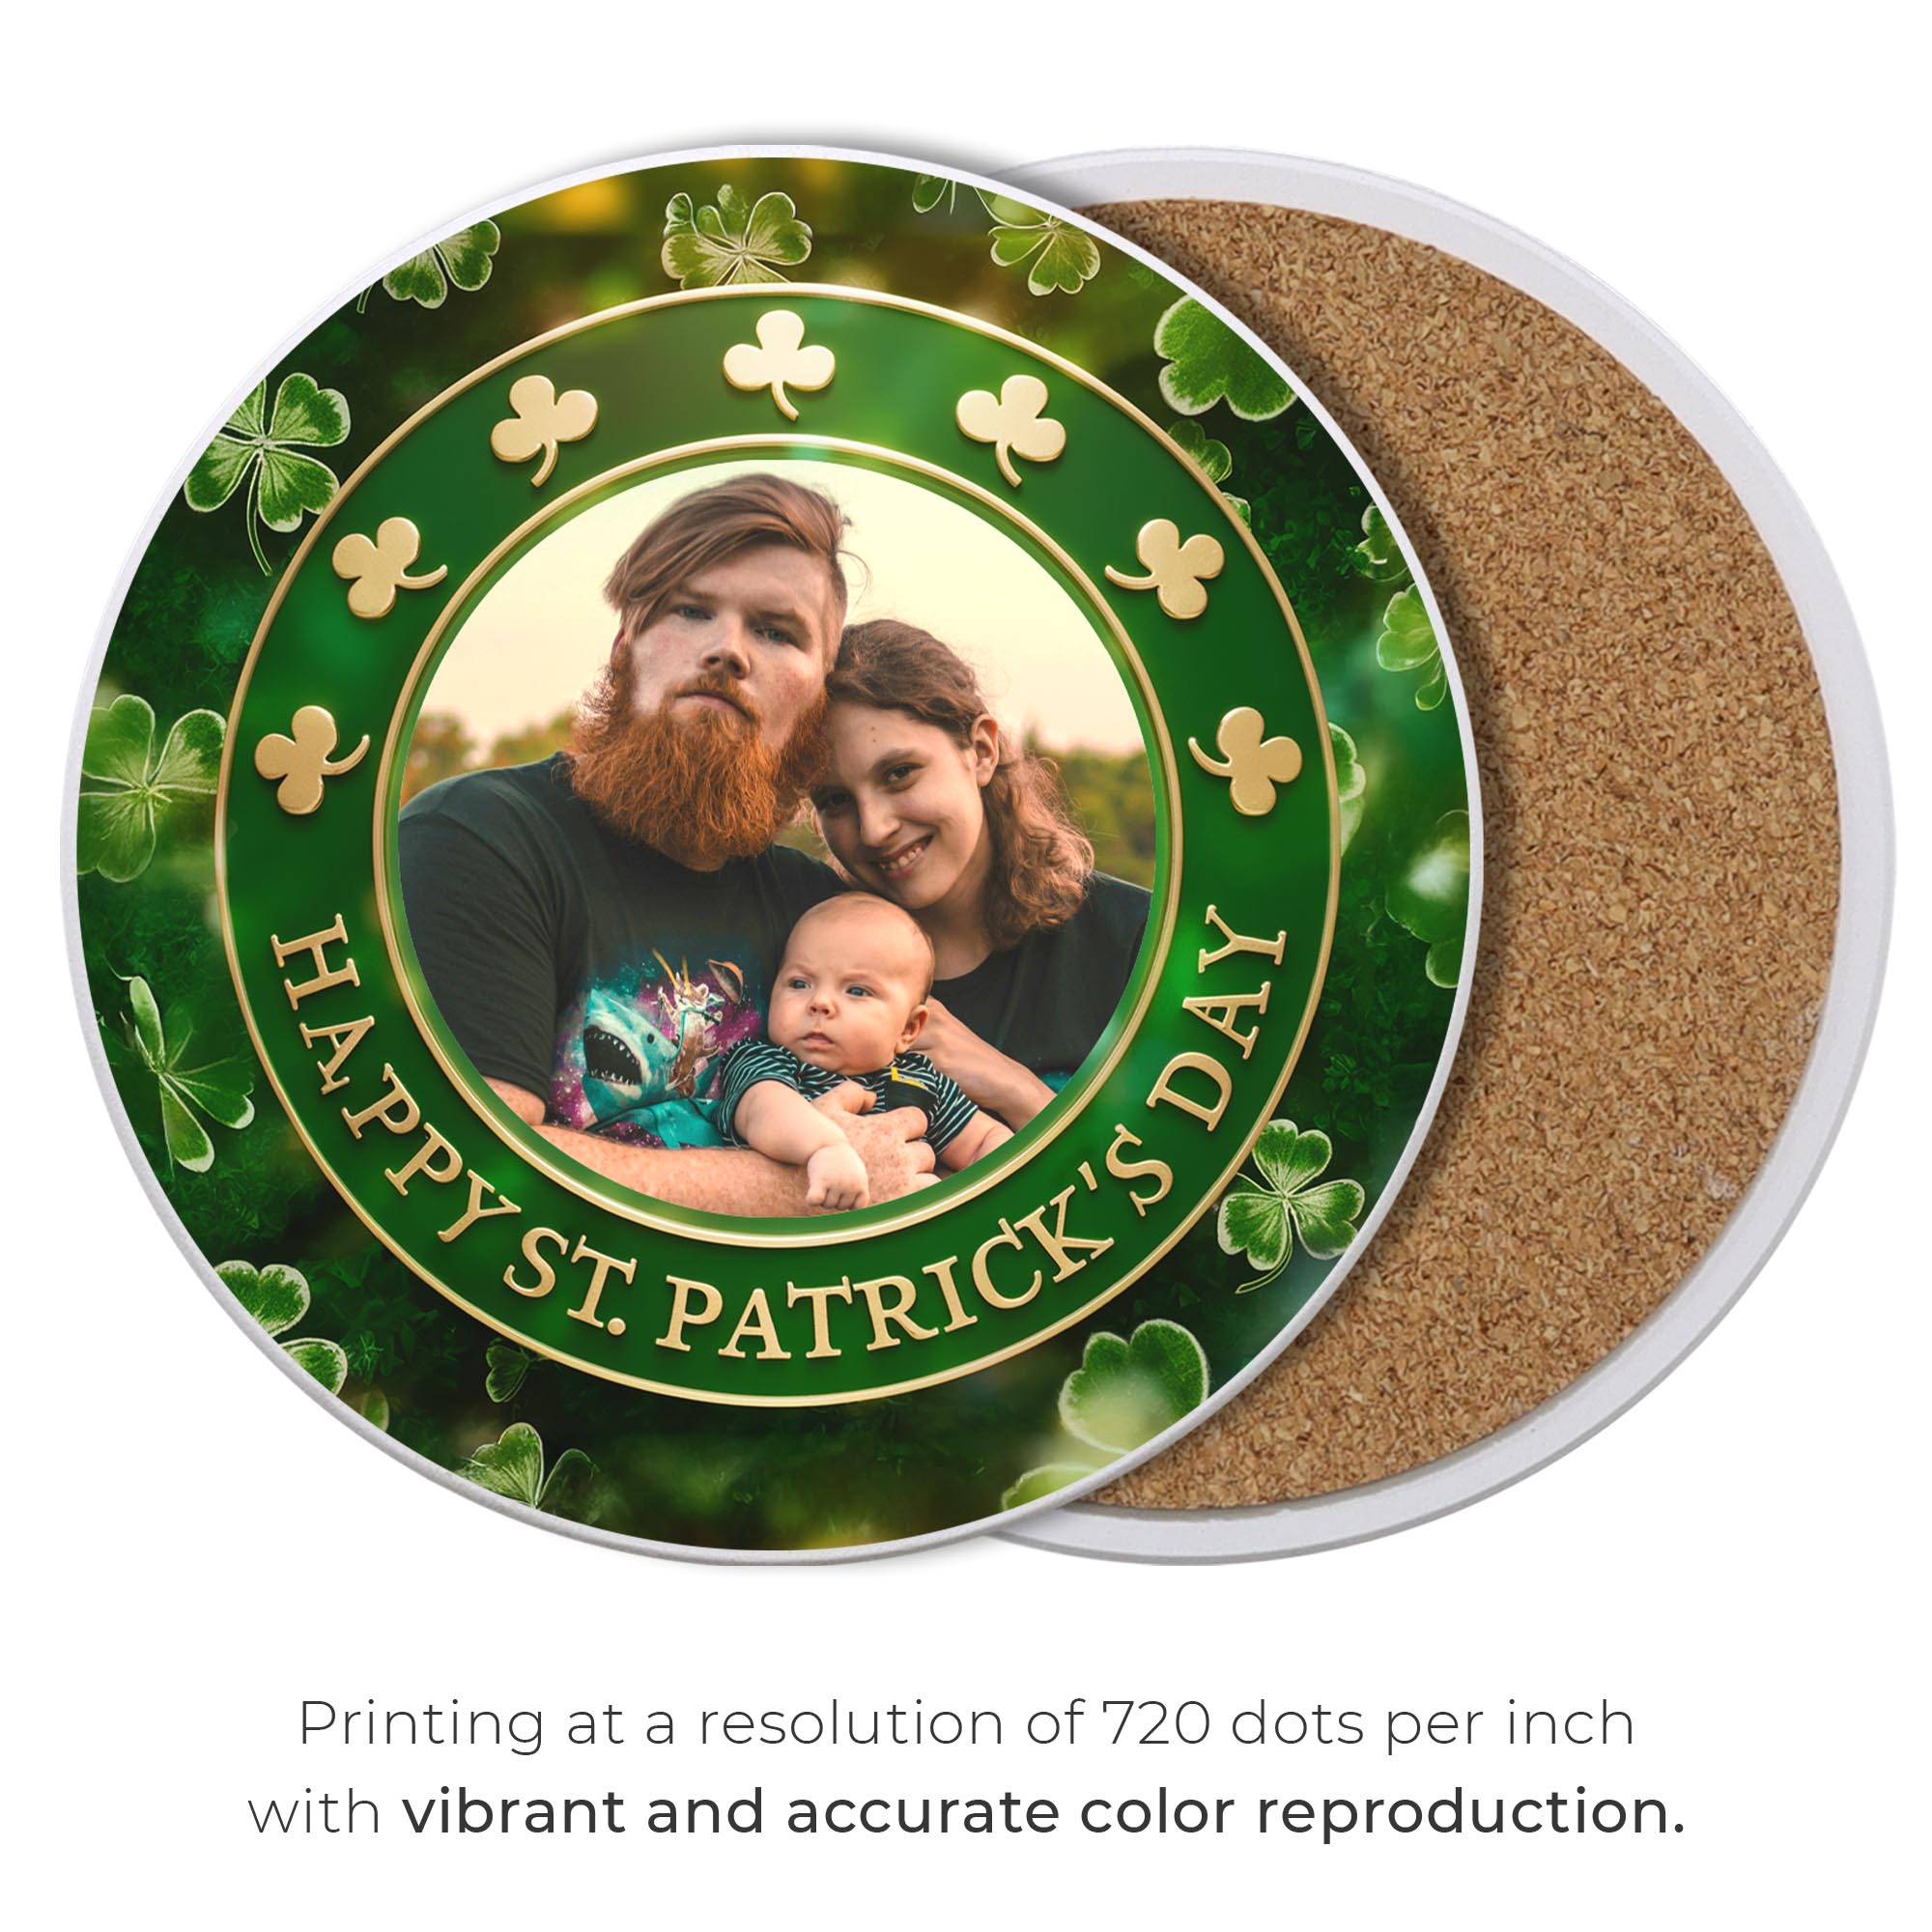 HAPPY ST. PATRICK'S DAY
Printing at a resolution of 720 dots per inch
with vibrant and accurate color reproduction.